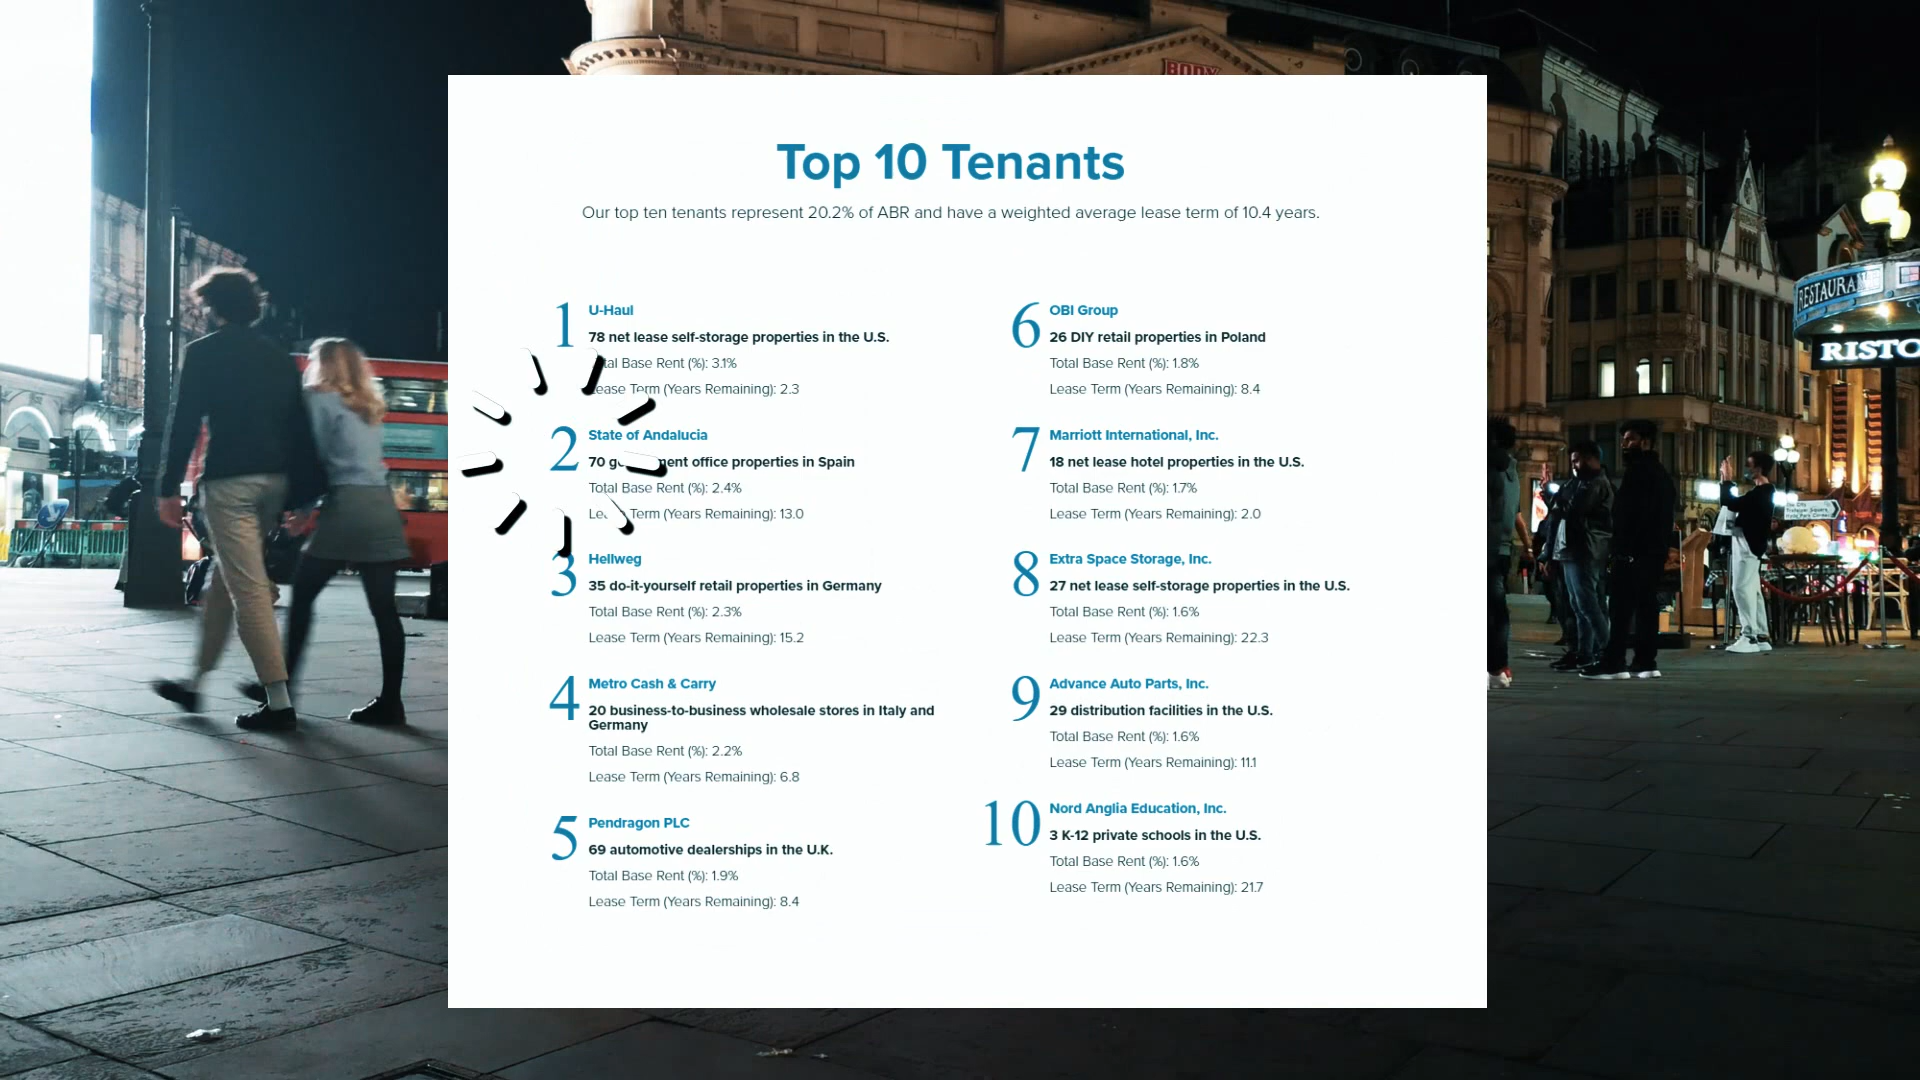 Top 10 Tenants
Our top ten tenants represent 20.2% of ABR and have a weighted average lease term of 10.4 years.
1
U-Haul
78 net lease self-storage properties in the U.S.
Base Rent (%): 3.1%
Lease Term (Years Remaining): 2.3
2
State of Andalucia
70 office properties in Spain
Total Base Rent (%): 2.4%
Term (Years Remaining): 13.0
3
Hellweg
35 do-it-yourself retail properties in Germany
Total Base Rent (%): 2.3%
Lease Term (Years Remaining): 15.2
4
Metro Cash & Carry
20 business-to-business wholesale stores in Italy and
Germany
Total Base Rent (%): 2.2%
Lease Term (Years Remaining): 6.8
5
Pendragon PLC
69 automotive dealerships in the U.K.
Total Base Rent (%): 1.9%
Lease Term (Years Remaining): 8.4
6
OBI Group
26 DIY retail properties in Poland
Total Base Rent (%): 1.8%
Lease Term (Years Remaining): 8.4
7
Marriott International, Inc.
18 net lease hotel properties in the U.S.
Total Base Rent (%): 1.7%
Lease Term (Years Remaining): 2.0
8
Extra Space Storage, Inc.
27 net lease self-storage properties in the U.S.
Total Base Rent (%): 1.6%
Lease Term (Years Remaining): 22.3
9
Advance Auto Parts, Inc.
29 distribution facilities in the U.S.
Total Base Rent (%): 1.6%
Lease Term (Years Remaining): 11.1
10
Nord Anglia Education, Inc.
3 K-12 private schools in the U.S.
Total Base Rent (%): 1.6%
Lease Term (Years Remaining): 21.7
RESTAURAN
RISTO